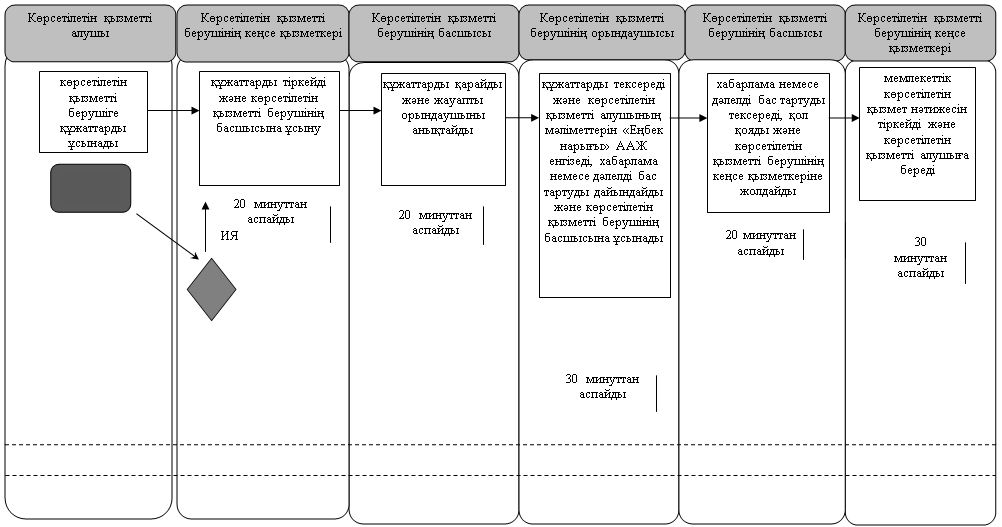 Көрсетілетін қызметті
алушы
Көрсетілетін қызметті
берушінің кеңсе қызметкері
Көрсетілетін қызметті
берушінің басшысы
Көрсетілетін қызметті
берушінің орындаушысы
Көрсетілетін қызметті
берушінің басшысы
Көрсетілетін қызметті
берушінің кеңсе
қызметкері
көрсетілетін
қызметті
берушіге
құжаттарды
ұсынады
құжаттарды тіркейді
және көрсетілетін
қызметті берушінің
басшысына ұсыну
құжаттарды қарайды
және жауапты
орындаушыны
анықтайды
құжаттарды тексереді
және көрсетілетін
қызметті алушының
мәліметтерін «Еңбек
нарығы» ААЖ
енгізеді, хабарлама
немесе дәлелді бас
тартуды дайындайды
және көрсетілетін
қызметті берушінің
басшысына ұсынады
хабарлама немесе
дәлелді бас тартуды
тексереді, қол
қояды және
көрсетілетін
қызметті берушінің
кеңсе қызметкеріне
жолдайды
мемлекеттік
көрсетілетін
қызмет нәтижесін
тіркейді және
көрсетілетін
қызметті алушыға
береді
20 минуттан
аспайды
ИЯ
20 минуттан
аспайды
30 минуттан
аспайды
20 минуттан
аспайды
30
минуттан
аспайды